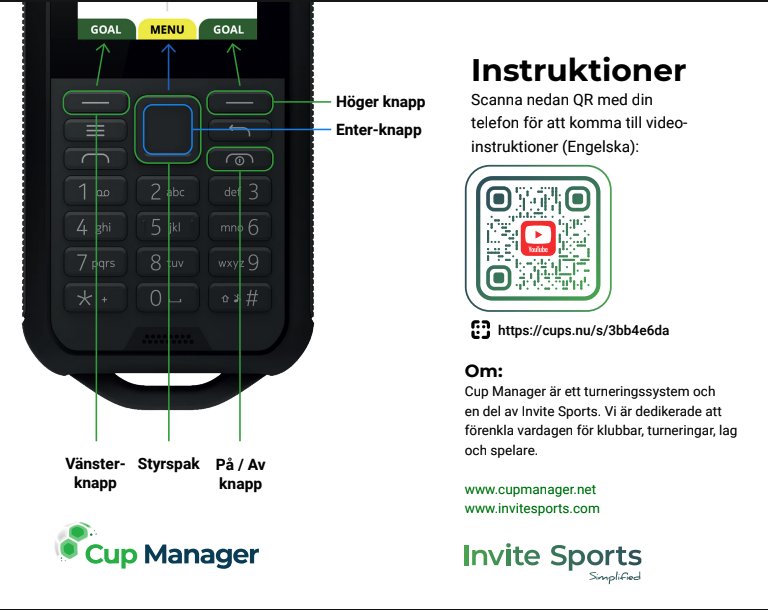 GOAL MENU GOAL
Höger knapp
Enter-knapp
1 2 abc def 3
4 ghi 5 jkl mno 6
7 pqrs 8 tuv wxyz 9
* + 0 #
Vänster-
knapp
Styrspak
På / Av
knapp
Cup Manager
Instruktioner
Scanna nedan QR med din
telefon för att komma till video-
instruktioner (Engelska):
YouTube
https://cups.nu/s/3bb4e6da
Om:
Cup Manager är ett turneringssystem och
en del av Invite Sports. Vi är dedikerade att
förenkla vardagen för klubbar, turneringar, lag
och spelare.
www.cupmanager.net
www.invitesports.com
Invite Sports
Simplified